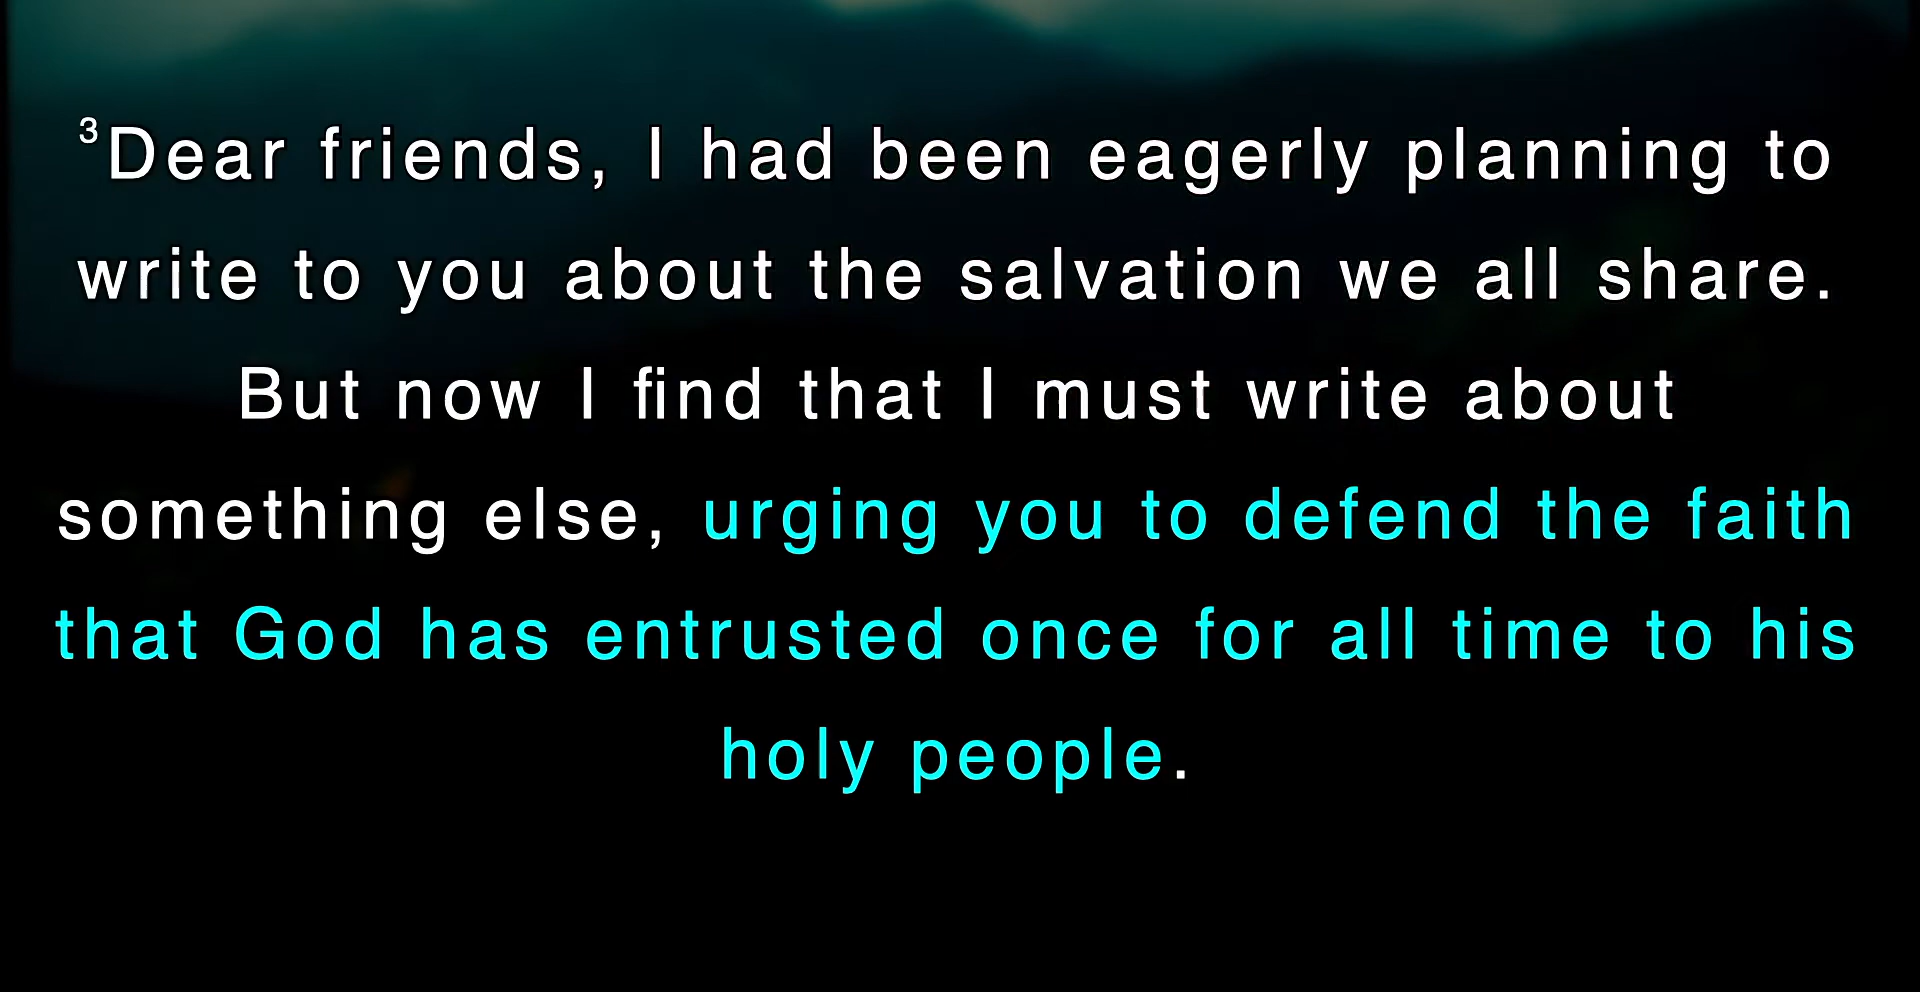 ³Dear friends, I had been eagerly planning to
write to you about the salvation we all share.
But now I find that I must write about
something else, urging you to defend the faith
that God has entrusted once for all time to his
holy people.